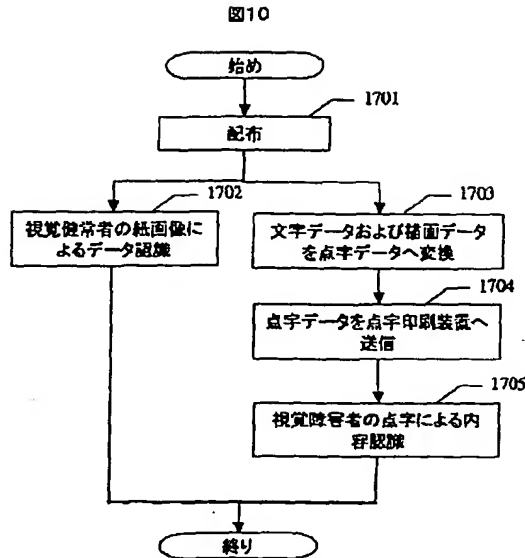 図10
始め
1701
配布
1702
視覚健常者の紙画像に
よるデータ認識
1703
文字データおよび描画データ
を点字データへ変換
1704
点字データを点字印刷装置へ
送信
1705
視覚障害者の点字による内
容認識
終り